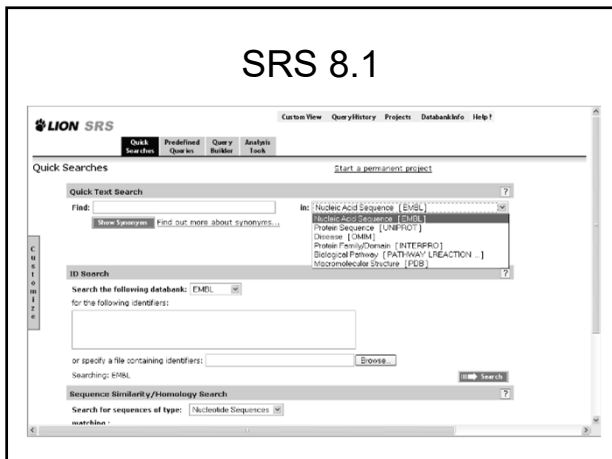 SRS 8.1
LION SRS
Custom View QueryHistory Projects DatabankInfo Help!
Quick Searches Predefined Queries Query Builder Analysis Tools
Quick Searches
Start a permanent project
Quick Text Search ?
Find: in: Nucleic Acid Sequence [EMBL]
Show Synonyms Find out more about synonyms...
Nucleic Acid Sequence [EMBL]
Protein Sequence [UNIPROT]
Disease [OMIM]
Protein Family/Domain [INTERPRO]
Biological Pathway [PATHWAY LREACTION ...]
Macromolecular Structure [PDB]
Customize
ID Search ?
Search the following databank: EMBL
for the following identifiers:
or specify a file containing identifiers: Browse...
Searching: EMBL Search
Sequence Similarity/Homology Search ?
Search for sequences of type: Nucleotide Sequences
matching :